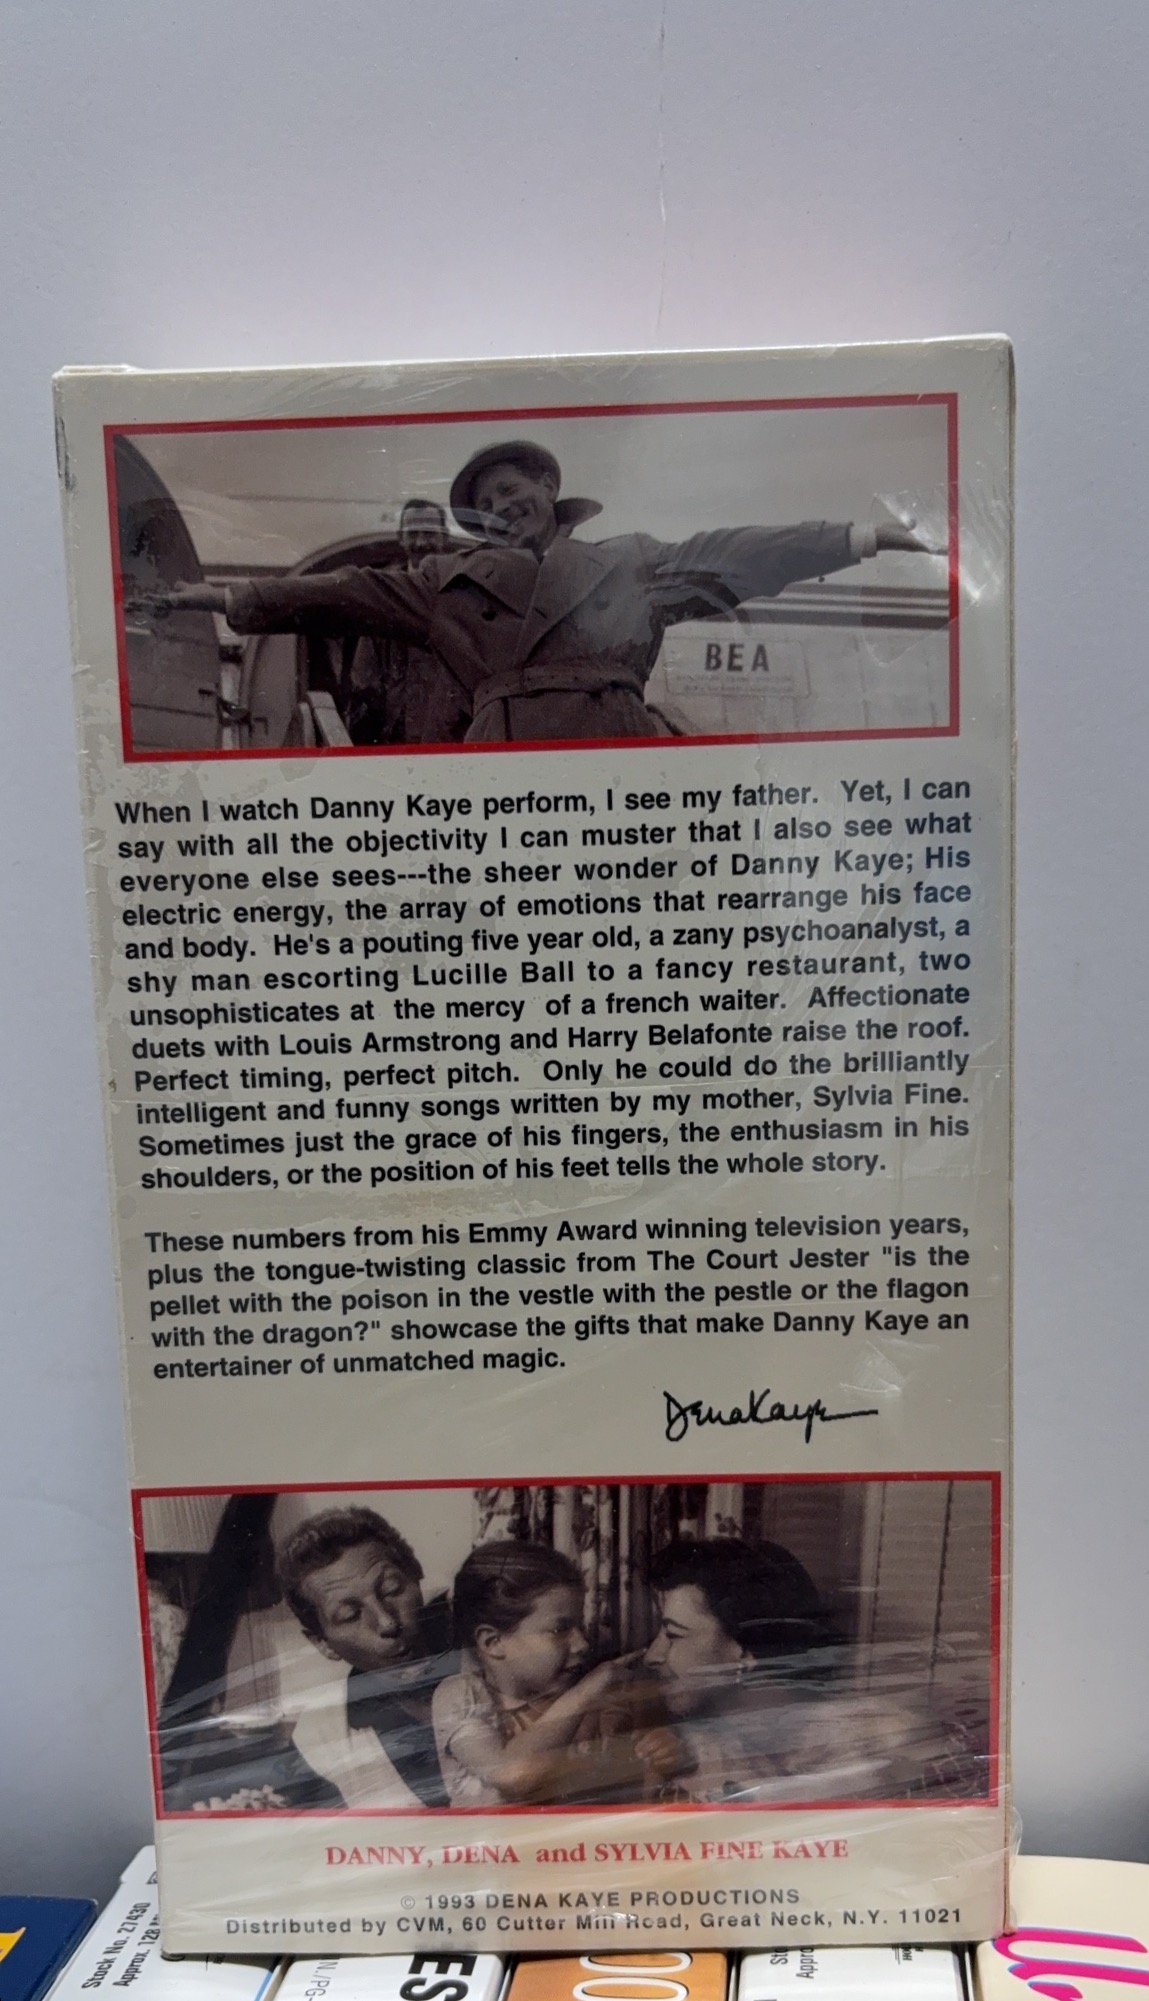 BEA
When I watch Danny Kaye perform, I see my father. Yet, I can
say with all the objectivity I can muster that I also see what
everyone else sees---the sheer wonder of Danny Kaye; His
electric energy, the array of emotions that rearrange his face
and body. He's a pouting five year old, a zany psychoanalyst, a
shy man escorting Lucille Ball to a fancy restaurant, two
unsophisticates at the mercy of a french waiter. Affectionate
duets with Louis Armstrong and Harry Belafonte raise the roof.
Perfect timing, perfect pitch. Only he could do the brilliantly
intelligent and funny songs written by my mother, Sylvia Fine.
Sometimes just the grace of his fingers, the enthusiasm in his
shoulders, or the position of his feet tells the whole story.
These numbers from his Emmy Award winning television years,
plus the tongue-twisting classic from The Court Jester "is the
pellet with the poison in the vestle with the pestle or the flagon
with the dragon?" showcase the gifts that make Danny Kaye an
entertainer of unmatched magic.
Dena Kaye
DANNY, DENA and SYLVIA FINE KAYE
© 1993 DENA KAYE PRODUCTIONS
Distributed by CVM, 60 Cutter Mill Road, Great Neck, N.Y. 11021
Stock No. 27430
Approx. 128
N./PG-
ES
St
Appro